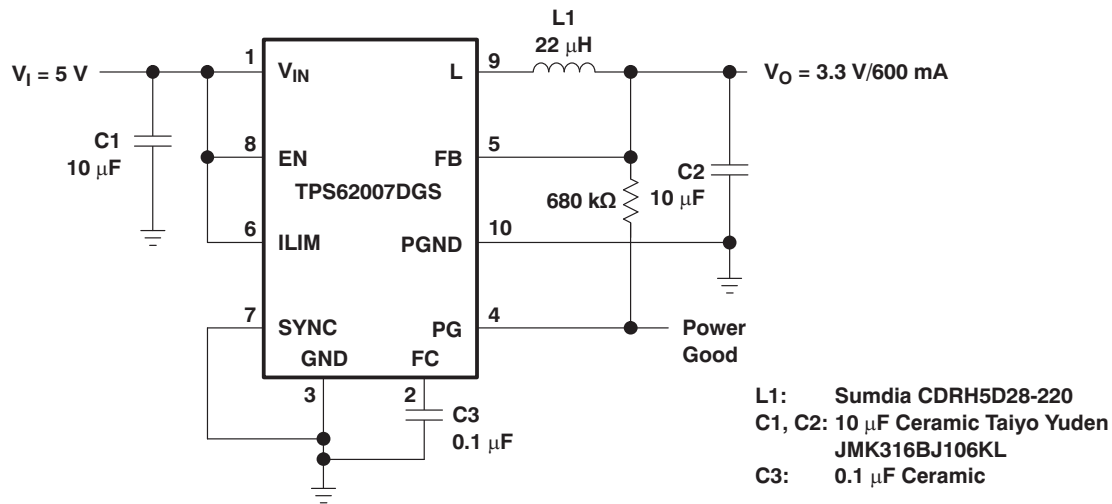 L1
22 μH
V_I = 5 V
1
V_IN
L
9
V_O = 3.3 V/600 mA
C1
10 μF
8
EN
FB
5
C2
10 μF
TPS62007DGS
680 kΩ
6
ILIM
PGND
10
7
SYNC
PG
4
Power
Good
GND
FC
3
2
C3
0.1 μF
L1: Sumdia CDRH5D28-220
C1, C2: 10 μF Ceramic Taiyo Yuden
JMK316BJ106KL
C3: 0.1 μF Ceramic